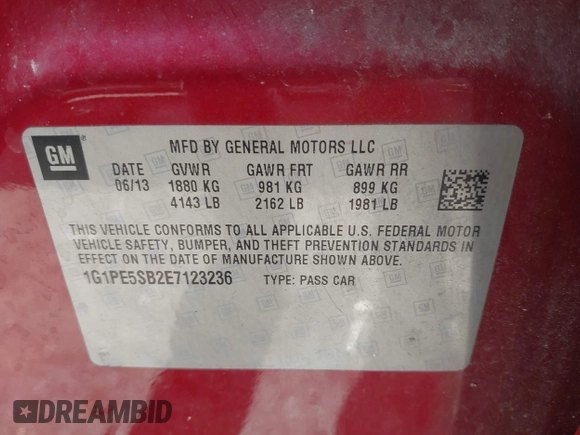 GM
MFD BY GENERAL MOTORS LLC
DATE GVWR GAWR FRT GAWR RR
06/13 1880 KG 981 KG 899 KG
4143 LB 2162 LB 1981 LB
THIS VEHICLE CONFORMS TO ALL APPLICABLE U.S. FEDERAL MOTOR
VEHICLE SAFETY, BUMPER, AND THEFT PREVENTION STANDARDS IN
EFFECT ON THE DATE OF MANUFACTURE SHOWN ABOVE.
1G1PE5SB2E7123236 TYPE: PASS CAR
DREAMBID